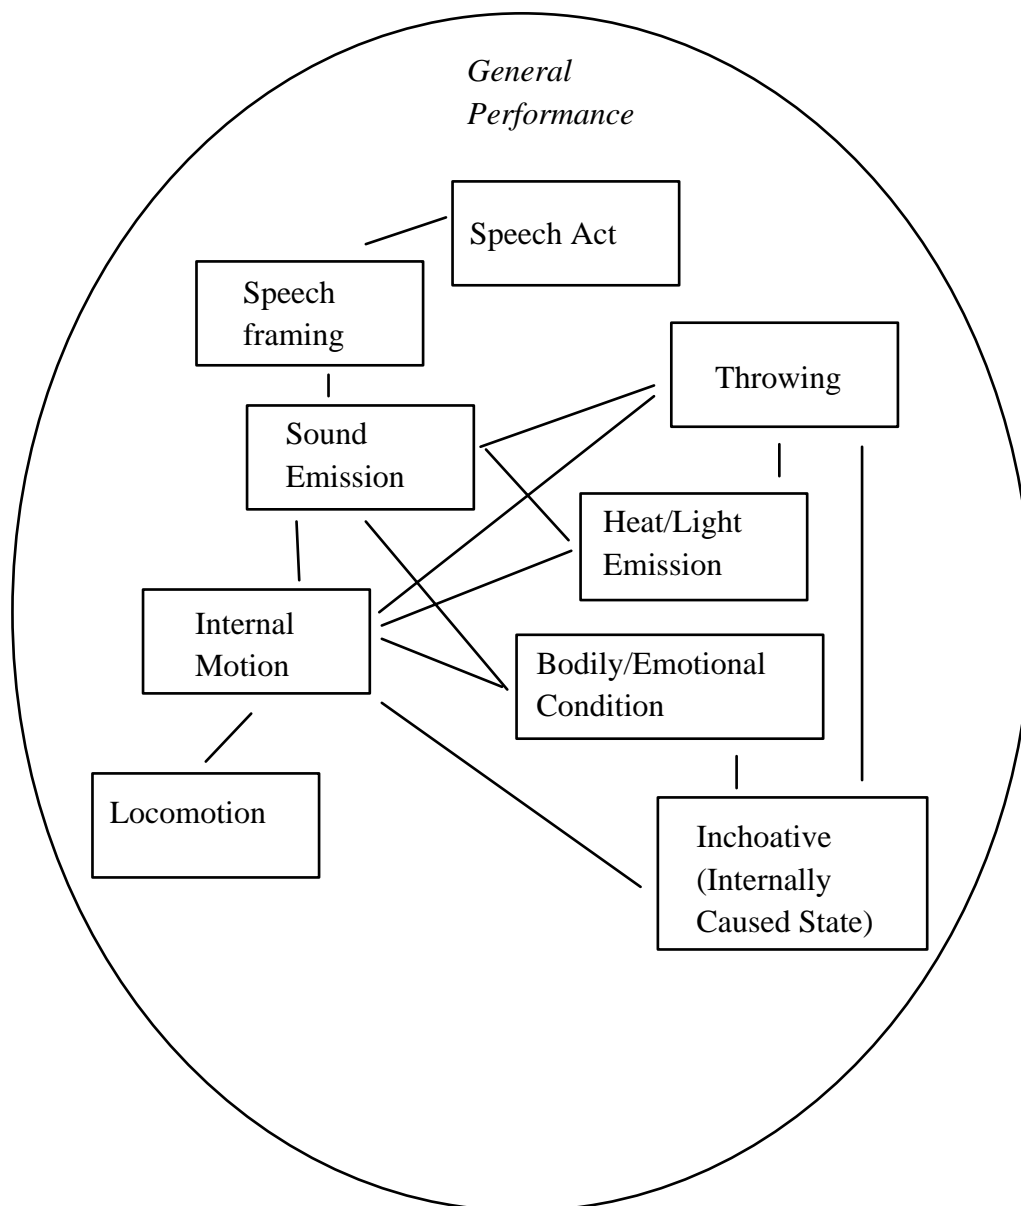 General
Performance
Speech Act
Speech
framing
Throwing
Sound
Emission
Heat/Light
Emission
Internal
Motion
Bodily/Emotional
Condition
Locomotion
Inchoative
(Internally
Caused State)